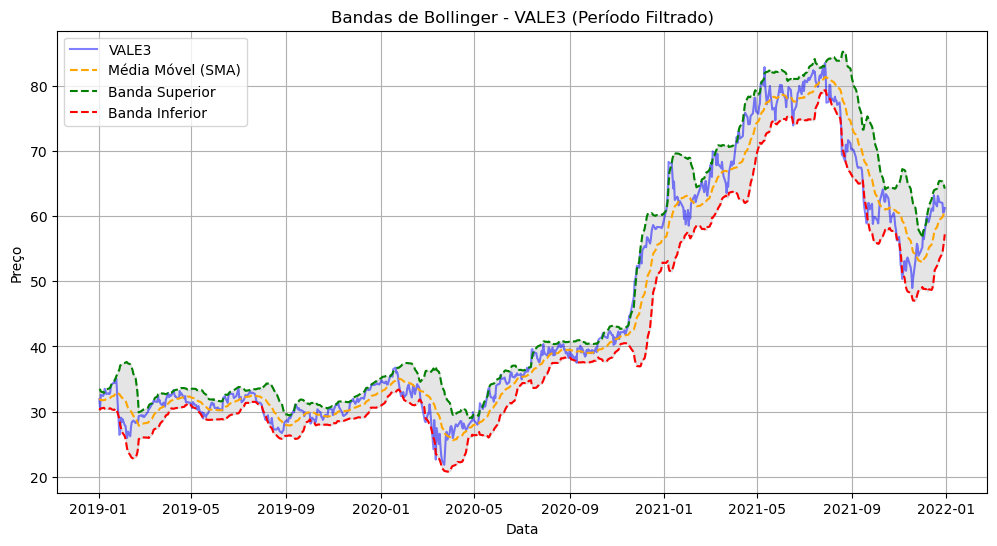 Bandas de Bollinger - VALE3 (Período Filtrado)
VALE3
Média Móvel (SMA)
Banda Superior
Banda Inferior
80
70
60
50
40
30
20
Preço
2019-01 2019-05 2019-09 2020-01 2020-05 2020-09 2021-01 2021-05 2021-09 2022-01
Data